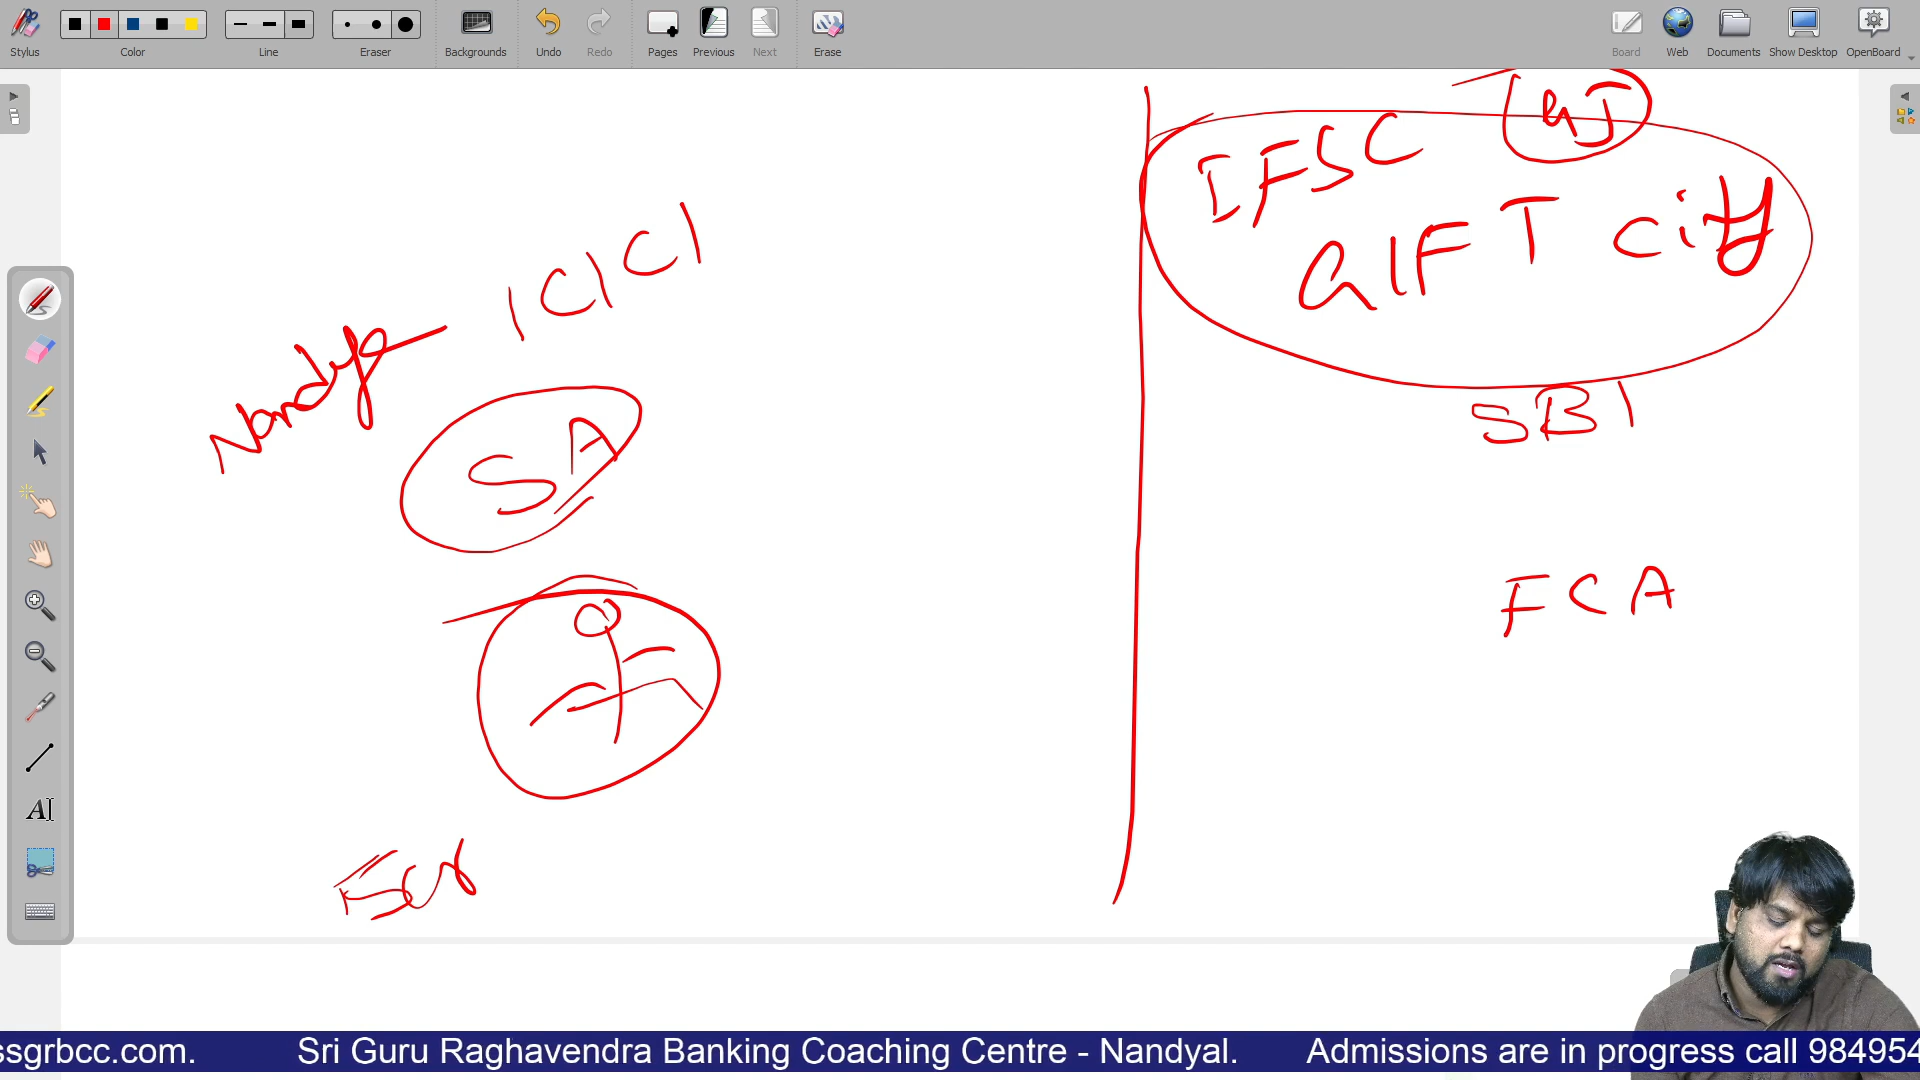 Stylus
Color
Line
Eraser
Backgrounds
Undo
Redo
Pages
Previous
Next
Erase
Board
Web
Documents
Show Desktop
OpenBoard
GJ
IFSC
GIFT city
SBI
FCA
ICICI
SA
AI
ssgrbcc.com. Sri Guru Raghavendra Banking Coaching Centre - Nandyal. Admissions are in progress call 984954